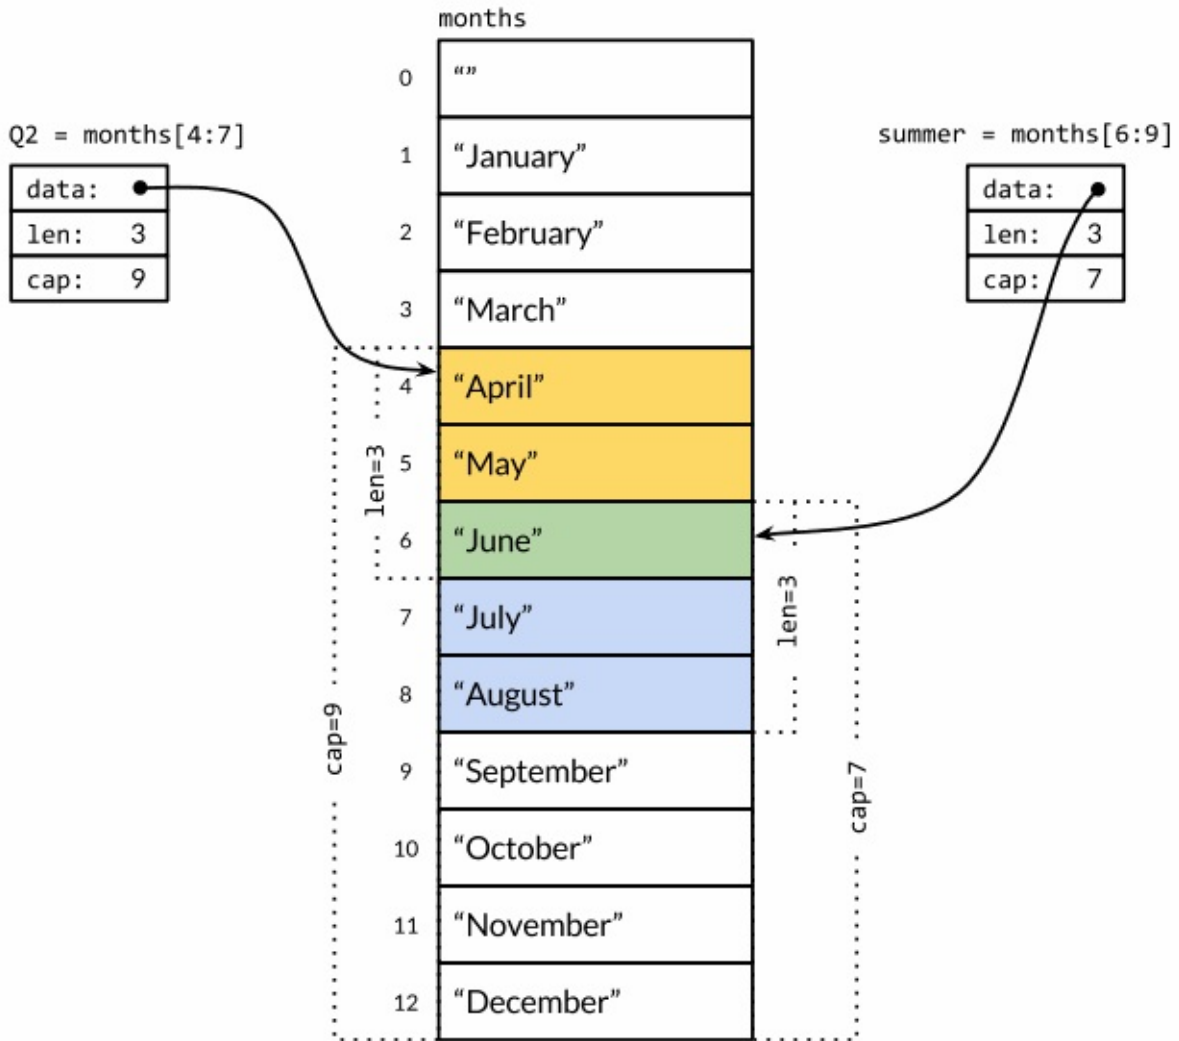 months
0 “”
Q2 = months[4:7]
data:
len: 3
cap: 9
summer = months[6:9]
data:
len: 3
cap: 7
1 “January”
2 “February”
3 “March”
4 “April”
5 “May”
6 “June”
7 “July”
8 “August”
9 “September”
10 “October”
11 “November”
12 “December”
len=3
cap=9
len=3
cap=7